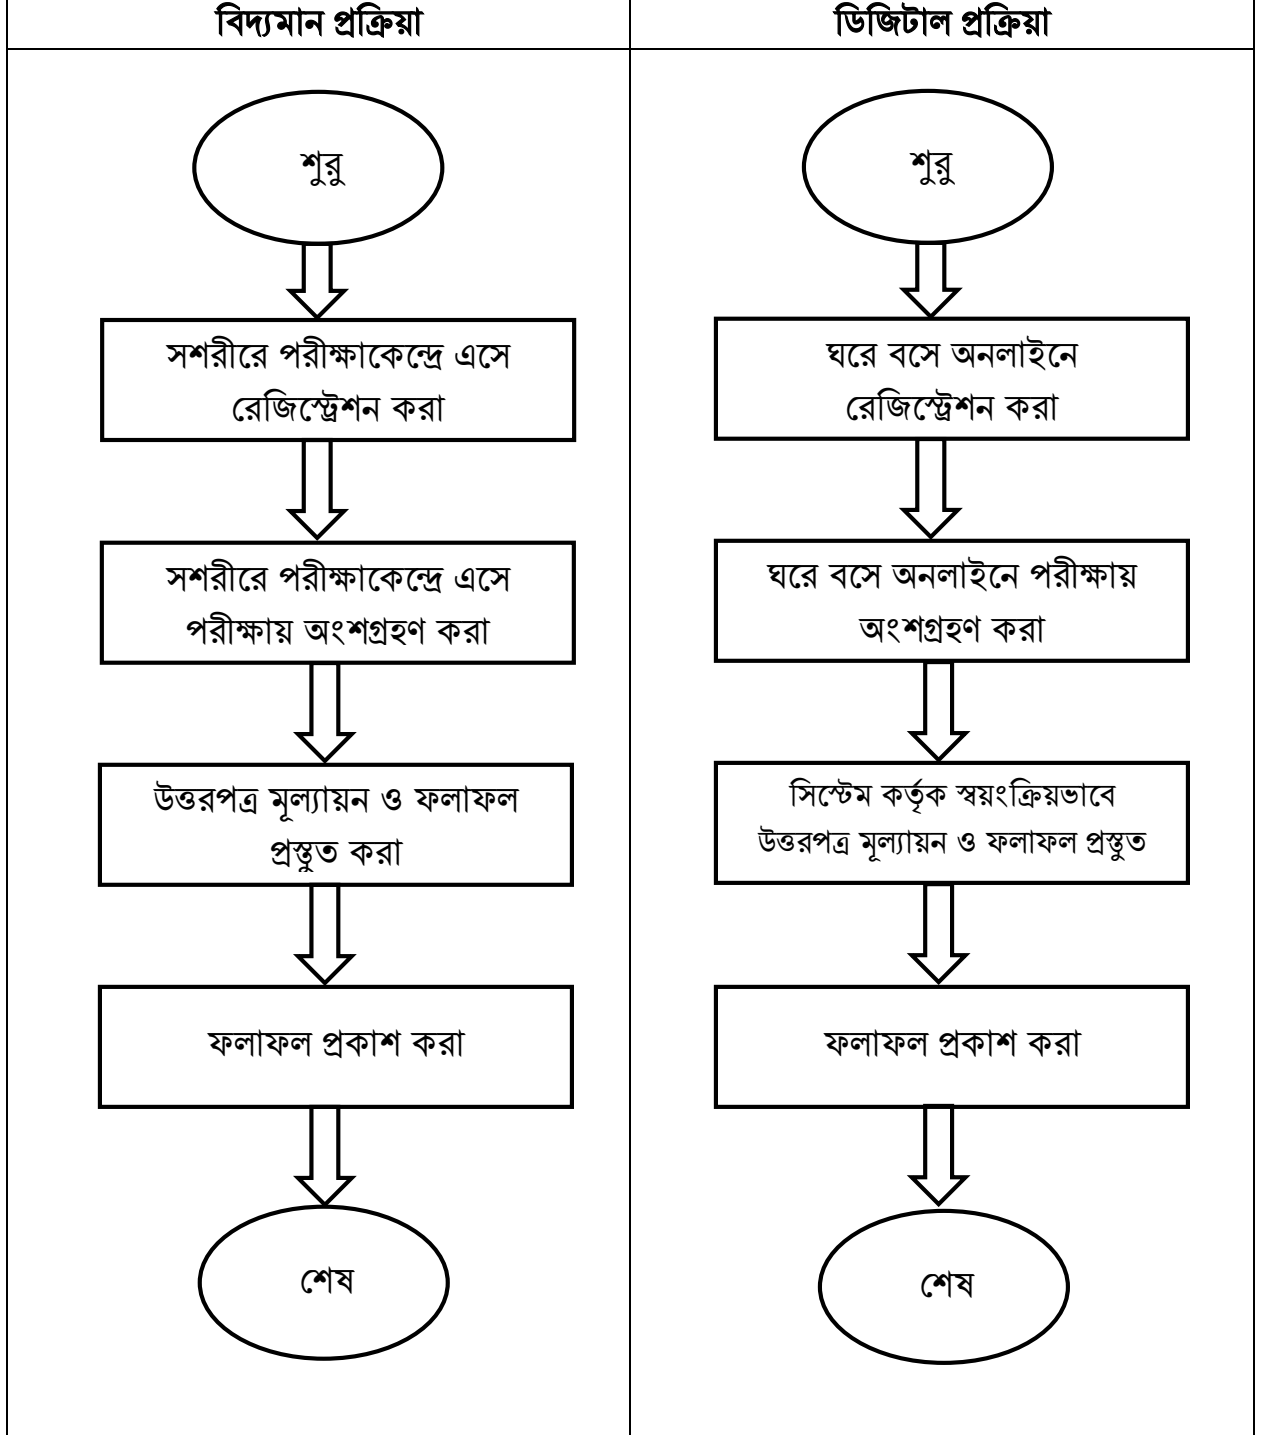 বিদ্যমান প্রক্রিয়া
ডিজিটাল প্রক্রিয়া
শুরু
সশরীরে পরীক্ষাকেন্দ্রে এসে
রেজিস্ট্রেশন করা
সশরীরে পরীক্ষাকেন্দ্রে এসে
পরীক্ষায় অংশগ্রহণ করা
উত্তরপত্র মূল্যায়ন ও ফলাফল
প্রস্তুত করা
ফলাফল প্রকাশ করা
শেষ
শুরু
ঘরে বসে অনলাইনে
রেজিস্ট্রেশন করা
ঘরে বসে অনলাইনে পরীক্ষায়
অংশগ্রহণ করা
সিস্টেম কর্তৃক স্বয়ংক্রিয়ভাবে
উত্তরপত্র মূল্যায়ন ও ফলাফল প্রস্তুত
ফলাফল প্রকাশ করা
শেষ